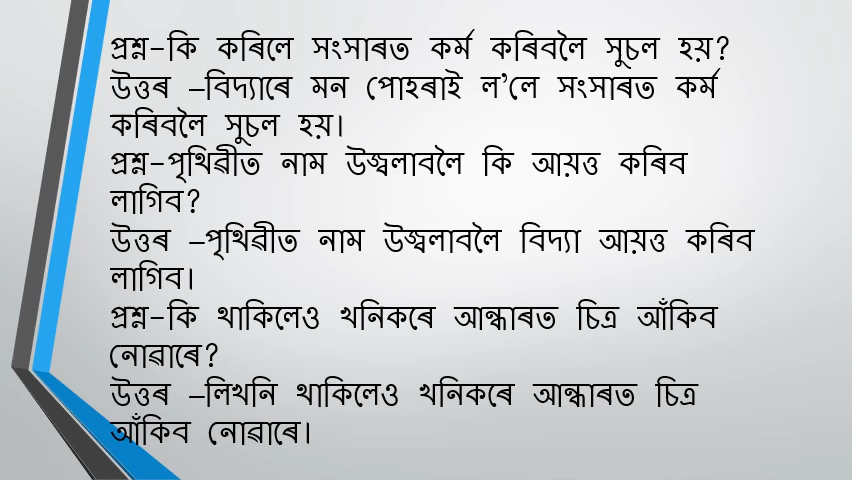 প্ৰশ্ন–কি কৰিলে সংসাৰত কৰ্ম কৰিবলৈ সুচল হয়?
উত্তৰ –বিদ্যাৰে মন পোহৰাই ল’লে সংসাৰত কৰ্ম
কৰিবলৈ সুচল হয়।
প্ৰশ্ন–পৃথিৱীত নাম উজ্বলাবলৈ কি আয়ত্ত কৰিব
লাগিব?
উত্তৰ –পৃথিৱীত নাম উজ্বলাবলৈ বিদ্যা আয়ত্ত কৰিব
লাগিব।
প্ৰশ্ন–কি থাকিলেও খনিকৰে আন্ধাৰত চিত্ৰ আঁকিব
নোৱাৰে?
উত্তৰ –লিখনি থাকিলেও খনিকৰে আন্ধাৰত চিত্ৰ
আঁকিব নোৱাৰে।